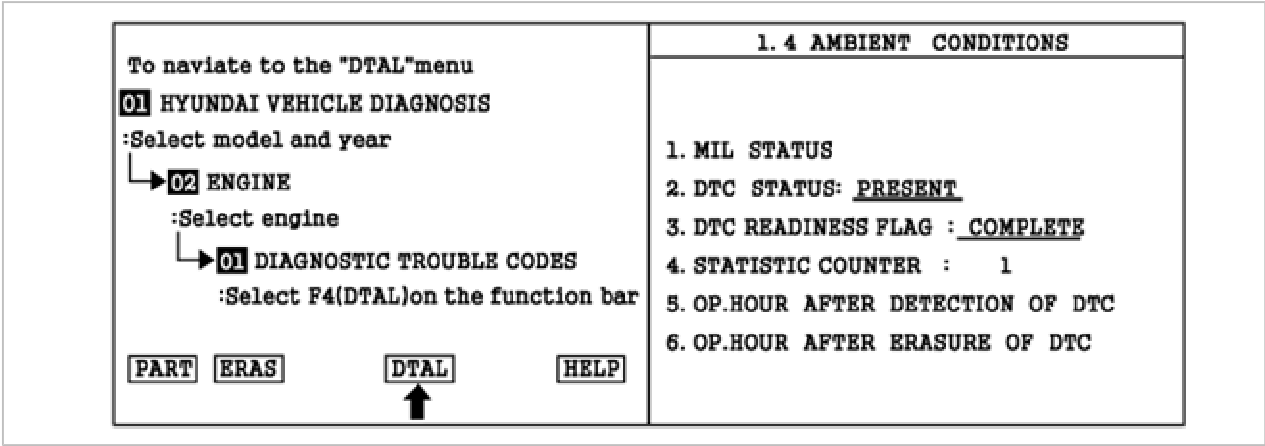 To naviate to the "DTAL"menu
01 HYUNDAI VEHICLE DIAGNOSIS
:Select model and year
02 ENGINE
:Select engine
01 DIAGNOSTIC TROUBLE CODES
:Select F4(DTAL)on the function bar
PART ERAS DTAL HELP
1.4 AMBIENT CONDITIONS
1. MIL STATUS
2. DTC STATUS: PRESENT
3. DTC READINESS FLAG : COMPLETE
4. STATISTIC COUNTER : 1
5. OP.HOUR AFTER DETECTION OF DTC
6. OP.HOUR AFTER ERASURE OF DTC